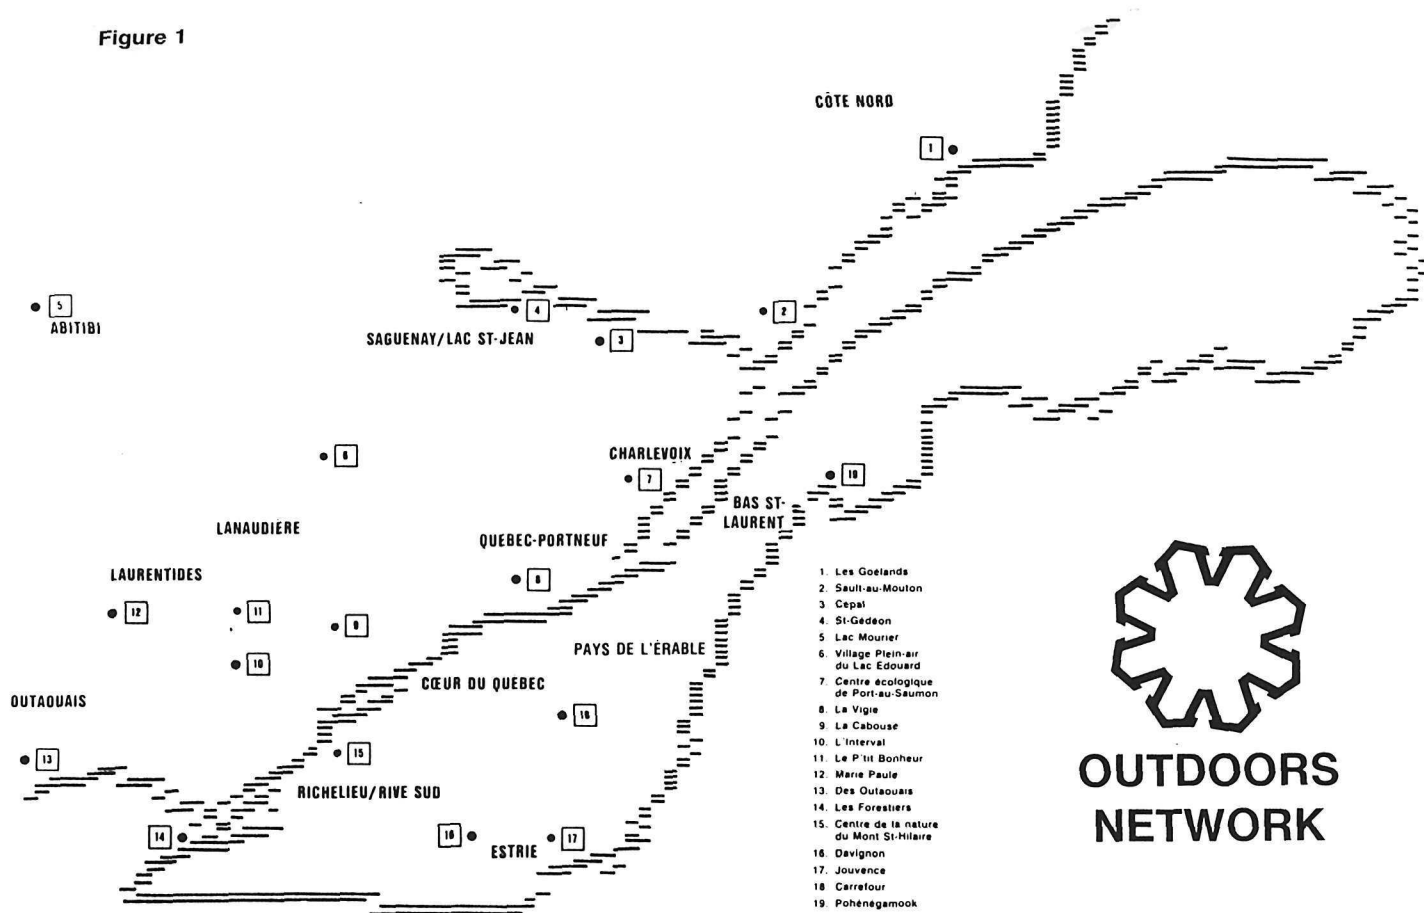 Figure 1
CÔTE NORD
1
5
ABITIBI
4
2
SAGUENAY/LAC ST-JEAN
3
6
CHARLEVOIX
7
19
BAS ST-
LAURENT
LANAUDIÈRE
QUEBEC-PORTNEUF
LAURENTIDES
8
12
11
9
10
PAYS DE L'ÉRABLE
CŒUR DU QUEBEC
OUTAOUAIS
18
13
15
RICHELIEU/RIVE SUD
14
16
ESTRIE
17
1. Les Goélands
2. Sault-au-Mouton
3 Cepal
4. St-Gédéon
5 Lac Mourier
6. Village Plein-air
du Lac Edouard
7. Centre écologique
de Port-au-Saumon
8. La Vigie
9. La Cabouse
10. L'Interval
11. Le P'tit Bonheur
12. Marie Paule
13. Des Outaouais
14. Les Forestiers
15. Centre de la nature
du Mont St-Hilaire
16. Davignon
17. Jouvence
18 Carrefour
19. Pohénégamook
OUTDOORS
NETWORK